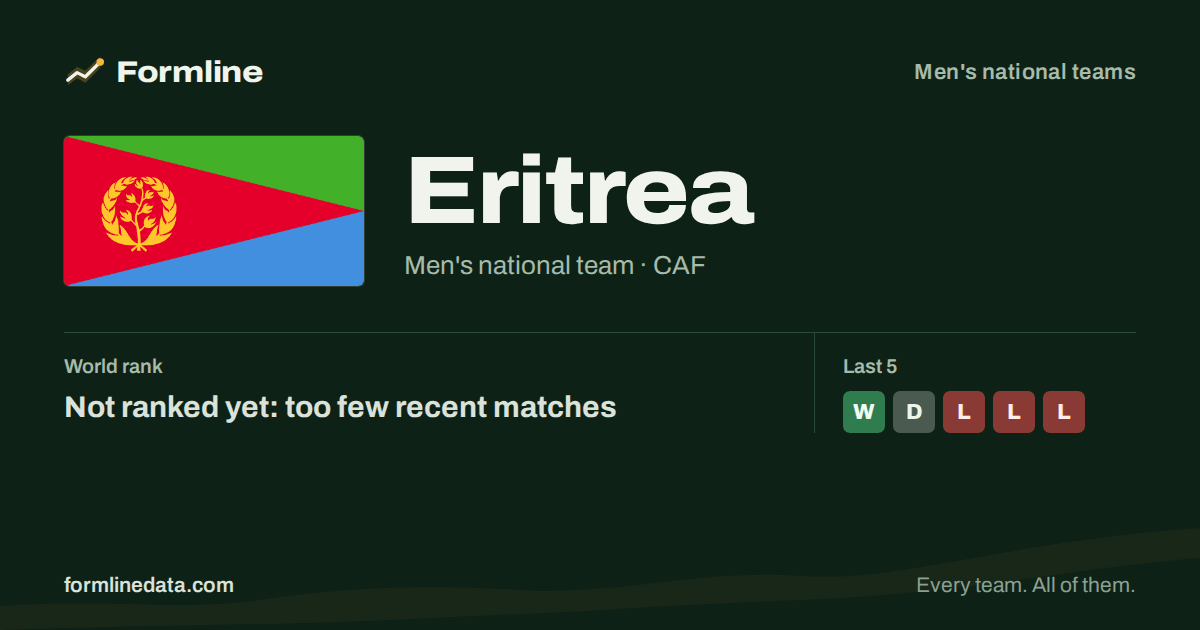 Formline
Men's national teams
Eritrea
Men's national team · CAF
World rank
Not ranked yet: too few recent matches
Last 5
W D L L L
formlinedata.com
Every team. All of them.